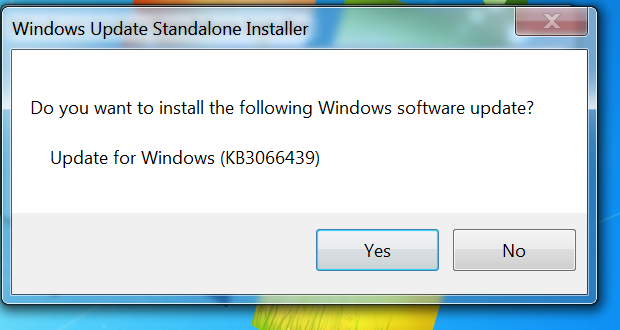 Windows Update Standalone Installer
Do you want to install the following Windows software update?
Update for Windows (KB3066439)
Yes
No